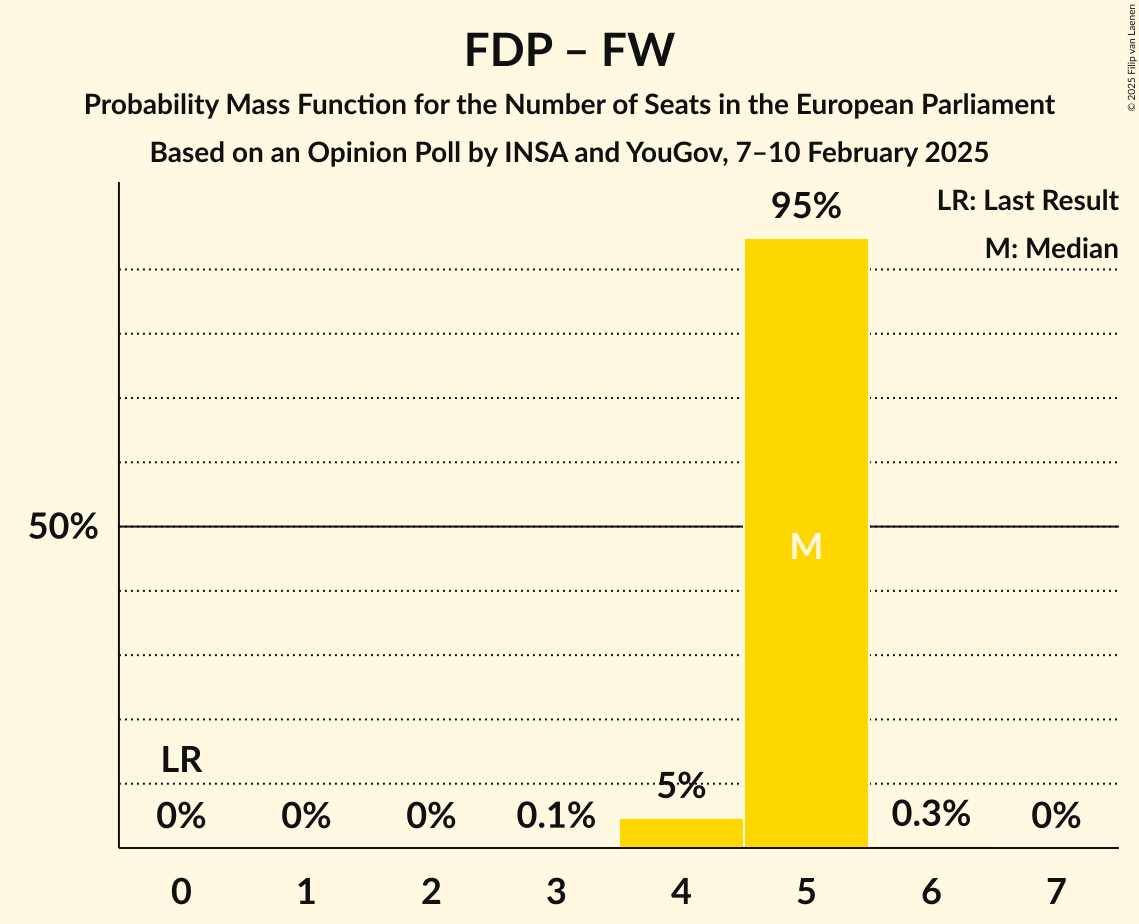 FDP – FW
Probability Mass Function for the Number of Seats in the European Parliament
Based on an Opinion Poll by INSA and YouGov, 7–10 February 2025
© 2025 Filip van Laenen
LR: Last Result
M: Median
95%
50%
M
LR
5%
0% 0% 0% 0.1% 0.3% 0%
0 1 2 3 4 5 6 7